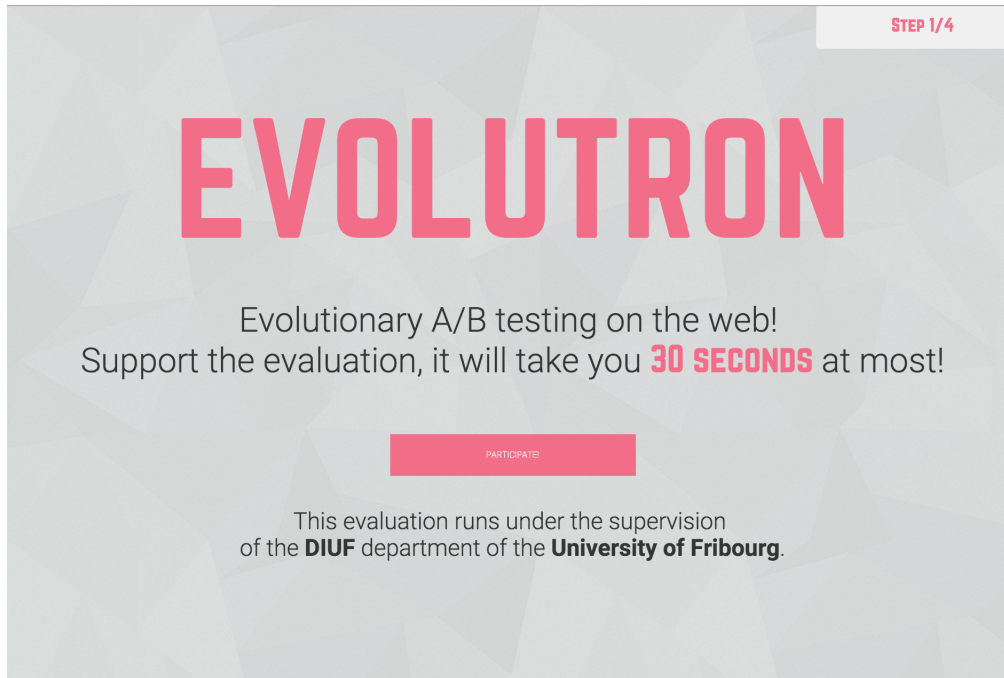 STEP 1/4
EVOLUTRON
Evolutionary A/B testing on the web!
Support the evaluation, it will take you 30 SECONDS at most!
PARTICIPATE!
This evaluation runs under the supervision
of the DIUF department of the University of Fribourg.